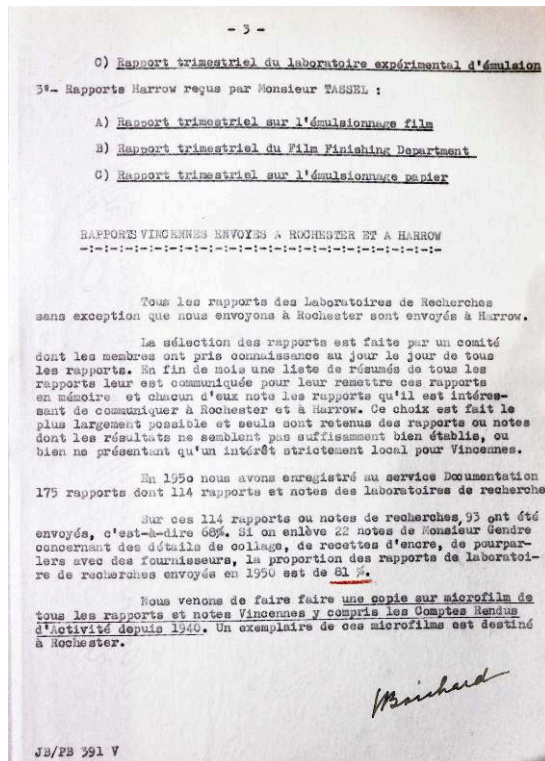 - 3 -
C) Rapport trimestriel du laboratoire expérimental d'émulsion
3°- Rapports Harrow reçus par Monsieur TASSEL :
A) Rapport trimestriel sur l'émulsionnage film
B) Rapport trimestriel du Film Finishing Department
C) Rapport trimestriel sur l'émulsionnage papier
RAPPORTS VINCENNES ENVOYES A ROCHESTER ET A HARROW
-:-:-:-:-:-:-:-:-:-:-:-:-:-:-:-:-:-:-:-:-:-:-:-:-
Tous les rapports des Laboratoires de Recherches
sans exception que nous envoyons à Rochester sont envoyés à Harrow.
La sélection des rapports est faite par un comité
dont les membres ont pris connaissance au jour le jour de tous
les rapports. En fin de mois une liste de résumés de tous les
rapports leur est communiquée pour leur remettre ces rapports
en mémoire et chacun d'eux note les rapports qu'il est intéres-
sant de communiquer à Rochester et à Harrow. Ce choix est fait le
plus largement possible et seuls sont retenus des rapports ou notes
dont les résultats ne semblent pas suffisamment bien établis, ou
bien ne présentant qu'un intérêt strictement local pour Vincennes.
En 1950 nous avons enregistré au service Documentation
175 rapports dont 114 rapports et notes des laboratoires de recherche
Sur ces 114 rapports ou notes de recherches, 93 ont été
envoyés, c'est-à-dire 68%. Si on enlève 22 notes de Monsieur Gendre
concernant des détails de collage, de recettes d'encre, de pourpar-
lers avec des fournisseurs, la proportion des rapports de laboratoi-
re de recherches envoyés en 1950 est de 81 %.
Nous venons de faire faire une copie sur microfilm de
tous les rapports et notes Vincennes y compris les Comptes Rendus
d'Activité depuis 1940. Un exemplaire de ces microfilms est destiné
à Rochester.
JB/PB 391 V